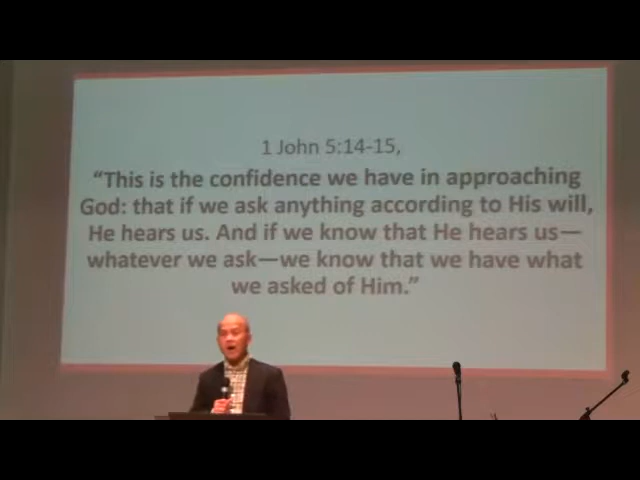 1 John 5:14-15,
“This is the confidence we have in approaching
God: that if we ask anything according to His will,
He hears us. And if we know that He hears us—
whatever we ask—we know that we have what
we asked of Him.”